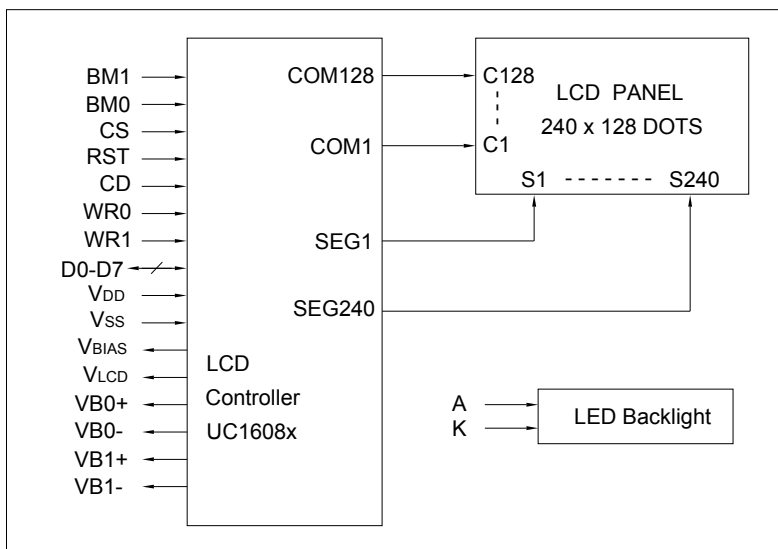 BM1
BM0
CS
RST
CD
WR0
WR1
D0-D7
VDD
VSS
VBIAS
VLCD
VB0+
VB0-
VB1+
VB1-
COM128
COM1
SEG1
SEG240
LCD
Controller
UC1608x
C128
C1
LCD PANEL
240 x 128 DOTS
S1 ------- S240
A
K
LED Backlight